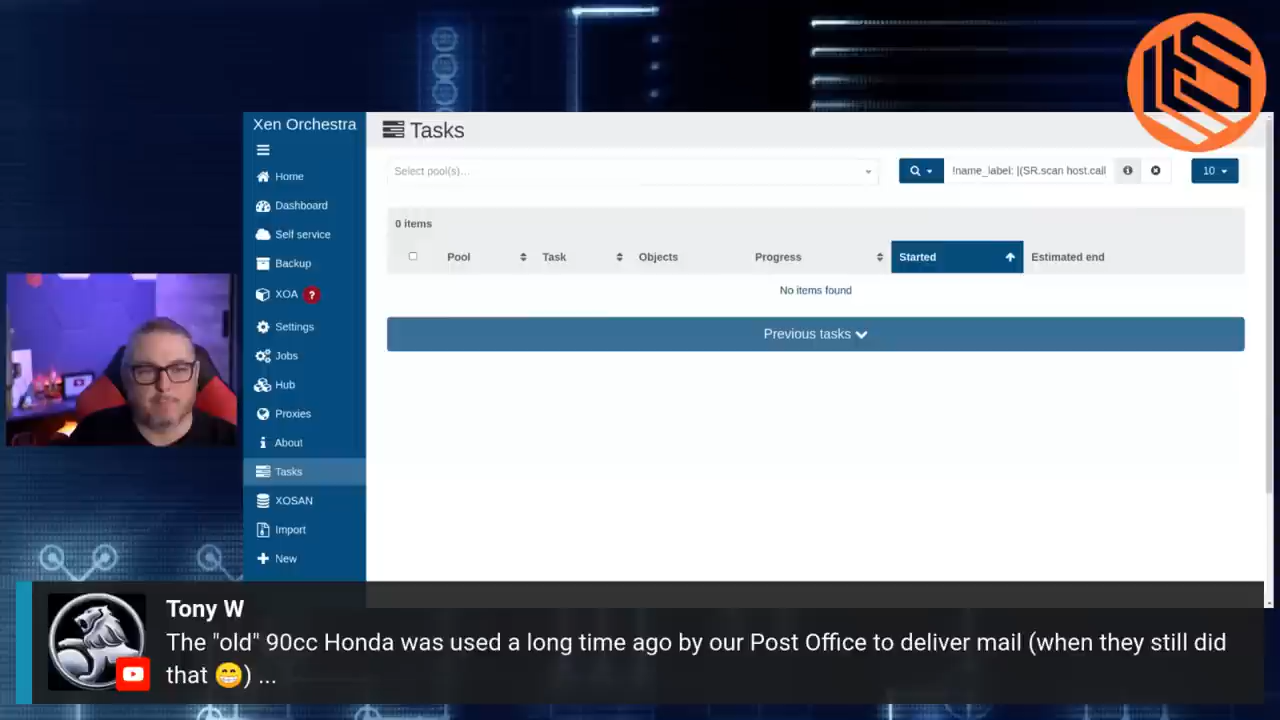 Xen Orchestra
Tasks
Home
Dashboard
Self service
Backup
XOA ?
Settings
Jobs
Hub
Proxies
About
Tasks
XOSAN
Import
New
Select pool(s)...
!name_label: |(SR.scan host.call
10
0 items
Pool Task Objects Progress Started Estimated end
No items found
Previous tasks
Tony W
The "old" 90cc Honda was used a long time ago by our Post Office to deliver mail (when they still did
that 😁) ...